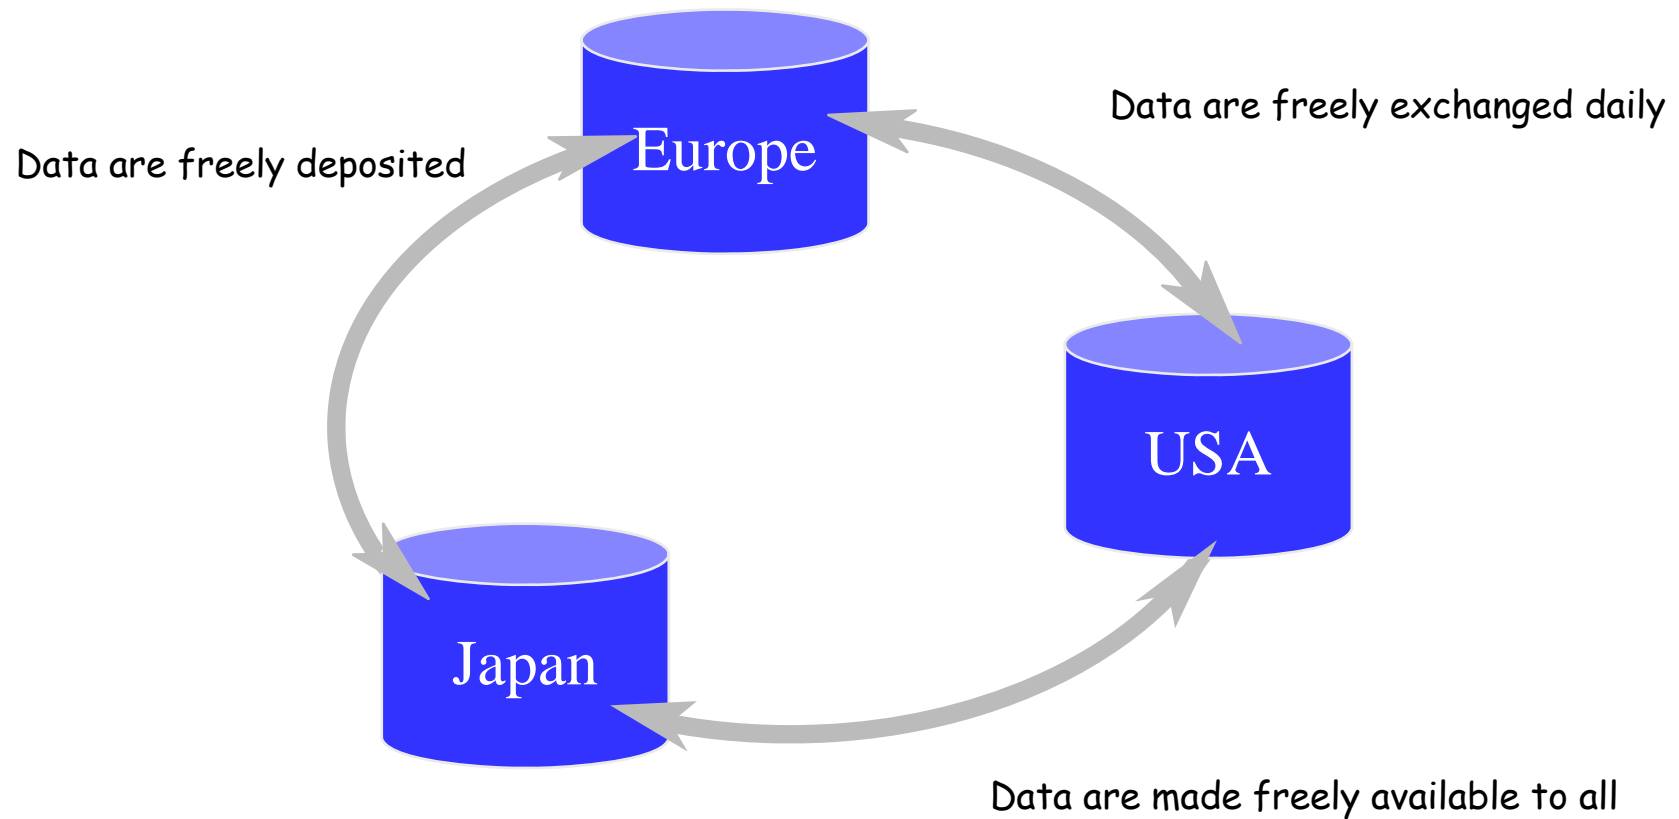 Data are freely exchanged daily
Europe
Data are freely deposited
USA
Japan
Data are made freely available to all